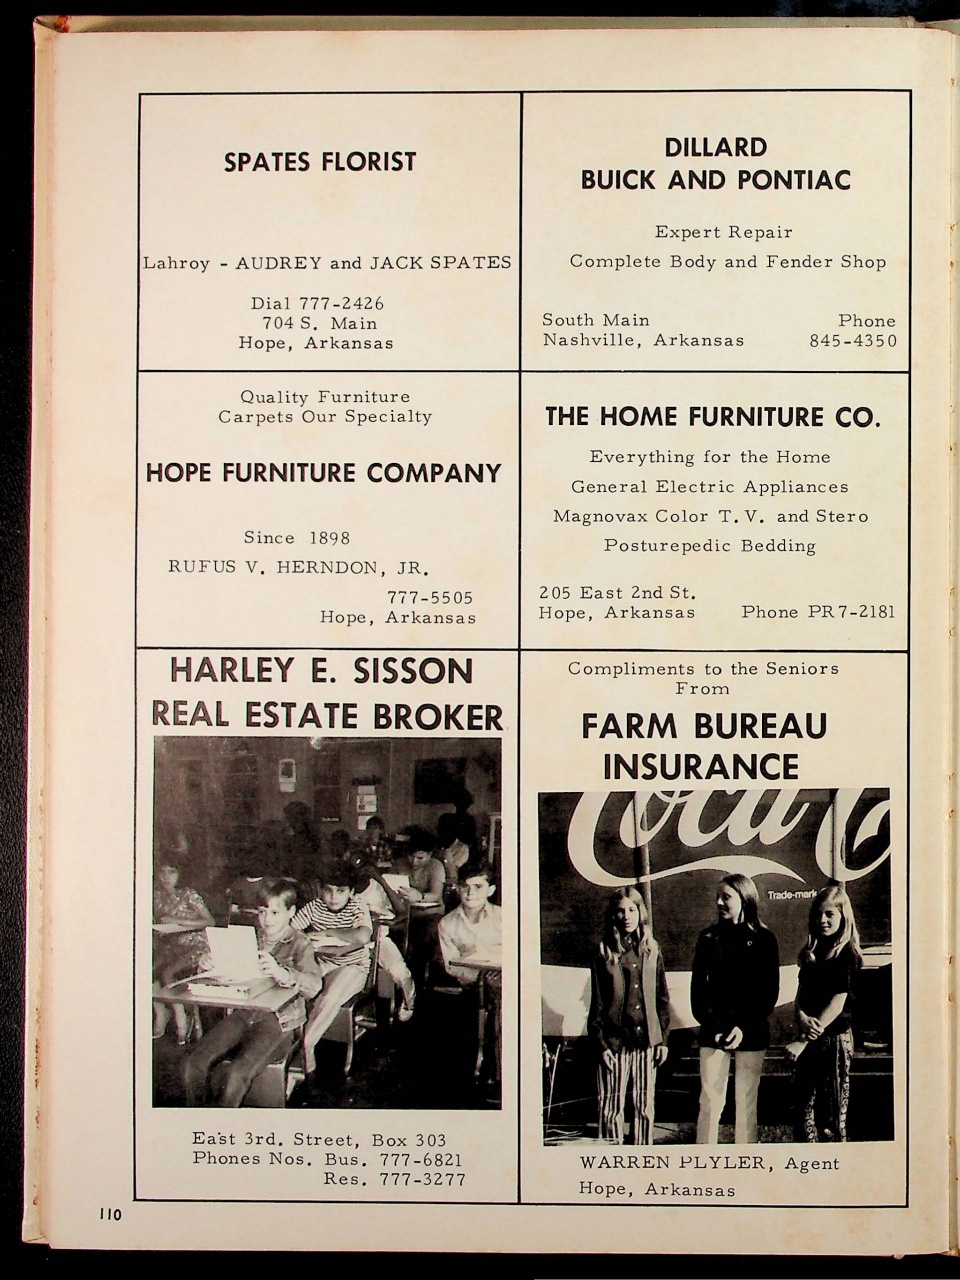 SPATES FLORIST
Lahroy - AUDREY and JACK SPATES
Dial 777-2426
704 S. Main
Hope, Arkansas
DILLARD
BUICK AND PONTIAC
Expert Repair
Complete Body and Fender Shop
South Main Phone
Nashville, Arkansas 845-4350
Quality Furniture
Carpets Our Specialty
HOPE FURNITURE COMPANY
Since 1898
RUFUS V. HERNDON, JR.
777-5505
Hope, Arkansas
THE HOME FURNITURE CO.
Everything for the Home
General Electric Appliances
Magnovax Color T.V. and Stero
Posturepedic Bedding
205 East 2nd St.
Hope, Arkansas Phone PR7-2181
HARLEY E. SISSON
REAL ESTATE BROKER
East 3rd. Street, Box 303
Phones Nos. Bus. 777-6821
Res. 777-3277
Compliments to the Seniors
From
FARM BUREAU
INSURANCE
Coca C
Trade-mark
WARREN PLYLER, Agent
Hope, Arkansas
110